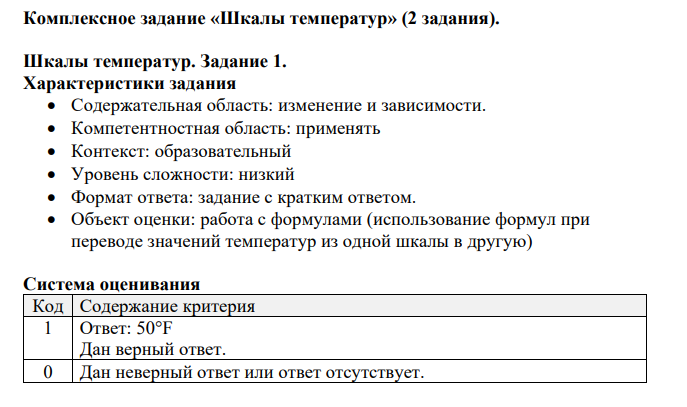 Комплексное задание «Шкалы температур» (2 задания).
Шкалы температур. Задание 1.
Характеристики задания
• Содержательная область: изменение и зависимости.
• Компетентностная область: применять
• Контекст: образовательный
• Уровень сложности: низкий
• Формат ответа: задание с кратким ответом.
• Объект оценки: работа с формулами (использование формул при
переводе значений температур из одной шкалы в другую)
Система оценивания
Код Содержание критерия
1 Ответ: 50°F
Дан верный ответ.
0 Дан неверный ответ или ответ отсутствует.